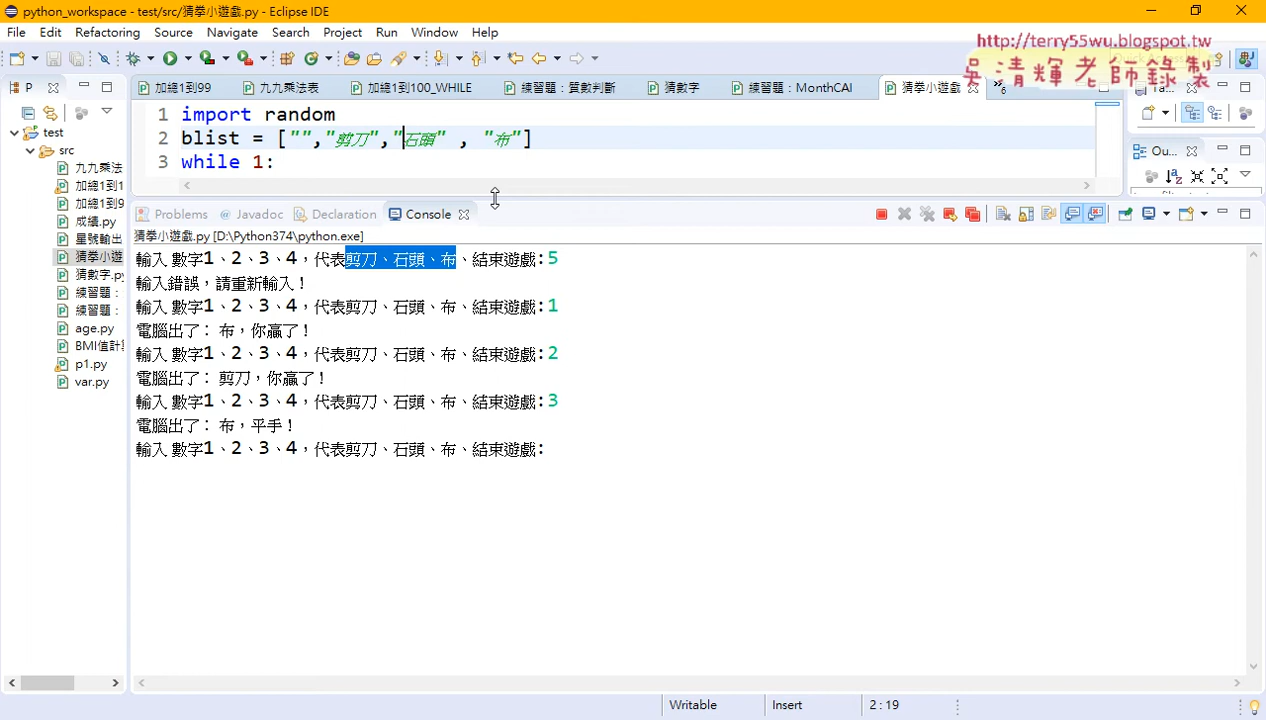 python_workspace - test/src/猜拳小遊戲.py - Eclipse IDE
File Edit Refactoring Source Navigate Search Project Run Window Help
http://terry55wu.blogspot.tw
吳清輝老師錄製
P
加總1到99
九九乘法表
加總1到100_WHILE
練習題：質數判斷
猜數字
練習題：MonthCAI
猜拳小遊戲
test
src
九九乘法
加總1到1
加總1到9
成績.py
星號輸出
猜拳小遊
猜數字.py
練習題：
練習題：
age.py
BMI值計
p1.py
var.py
1 import random
2 blist = ["","剪刀","石頭" , "布"]
3 while 1:
Ou...
Problems Javadoc Declaration Console
猜拳小遊戲.py [D:\Python374\python.exe]
輸入 數字1、2、3、4，代表剪刀、石頭、布、結束遊戲:5
輸入錯誤，請重新輸入！
輸入 數字1、2、3、4，代表剪刀、石頭、布、結束遊戲:1
電腦出了： 布，你贏了！
輸入 數字1、2、3、4，代表剪刀、石頭、布、結束遊戲:2
電腦出了： 剪刀，你贏了！
輸入 數字1、2、3、4，代表剪刀、石頭、布、結束遊戲:3
電腦出了： 布，平手！
輸入 數字1、2、3、4，代表剪刀、石頭、布、結束遊戲:
Writable Insert 2 : 19